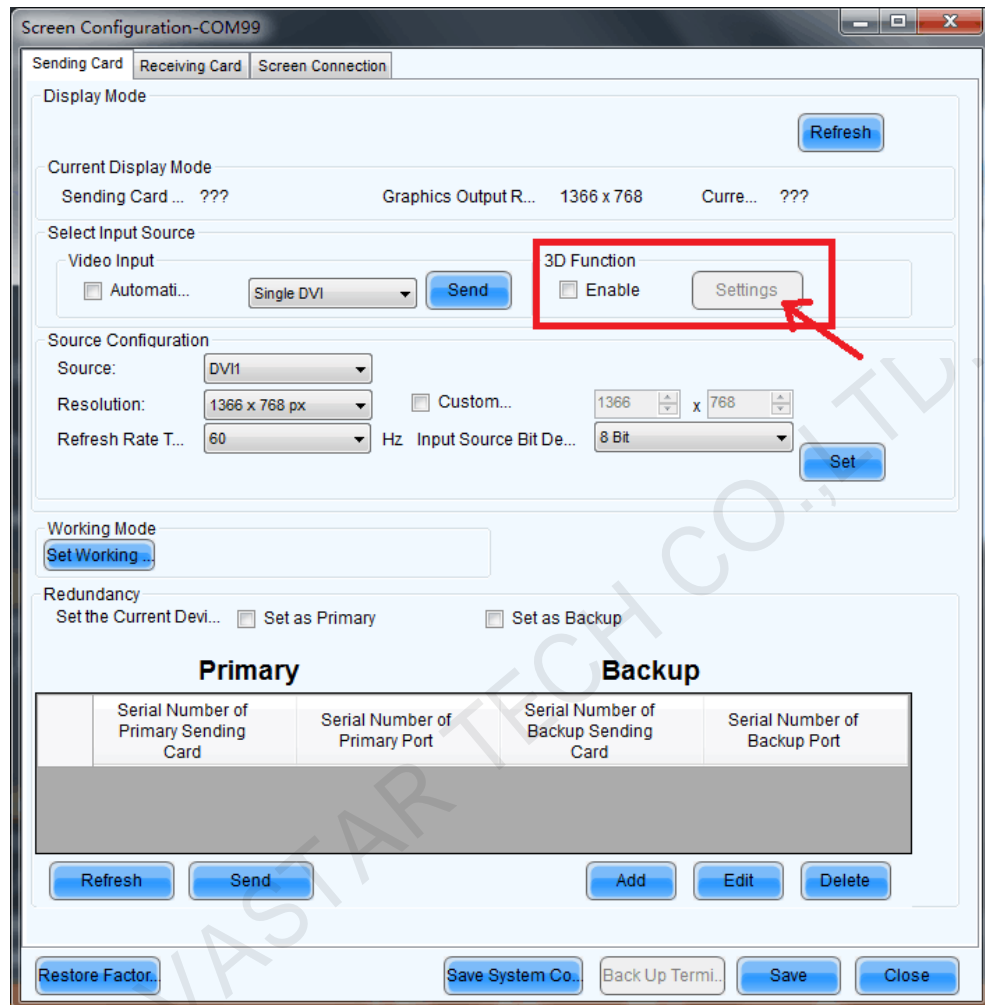 Screen Configuration-COM99
Sending Card Receiving Card Screen Connection
Display Mode
Refresh
Current Display Mode
Sending Card ... ??? Graphics Output R... 1366 x 768 Curre... ???
Select Input Source
Video Input 3D Function
Automati... Single DVI Send Enable Settings
Source Configuration
Source: DVI1
Resolution: 1366 x 768 px Custom... 1366 x 768
Refresh Rate T... 60 Hz Input Source Bit De... 8 Bit
Set
Working Mode
Set Working ...
Redundancy
Set the Current Devi... Set as Primary Set as Backup
Primary Backup
Serial Number of Primary Sending Card Serial Number of Primary Port Serial Number of Backup Sending Card Serial Number of Backup Port
Refresh Send Add Edit Delete
Restore Factor... Save System Co... Back Up Termi... Save Close
VASTAR TECH CO.,LTD.